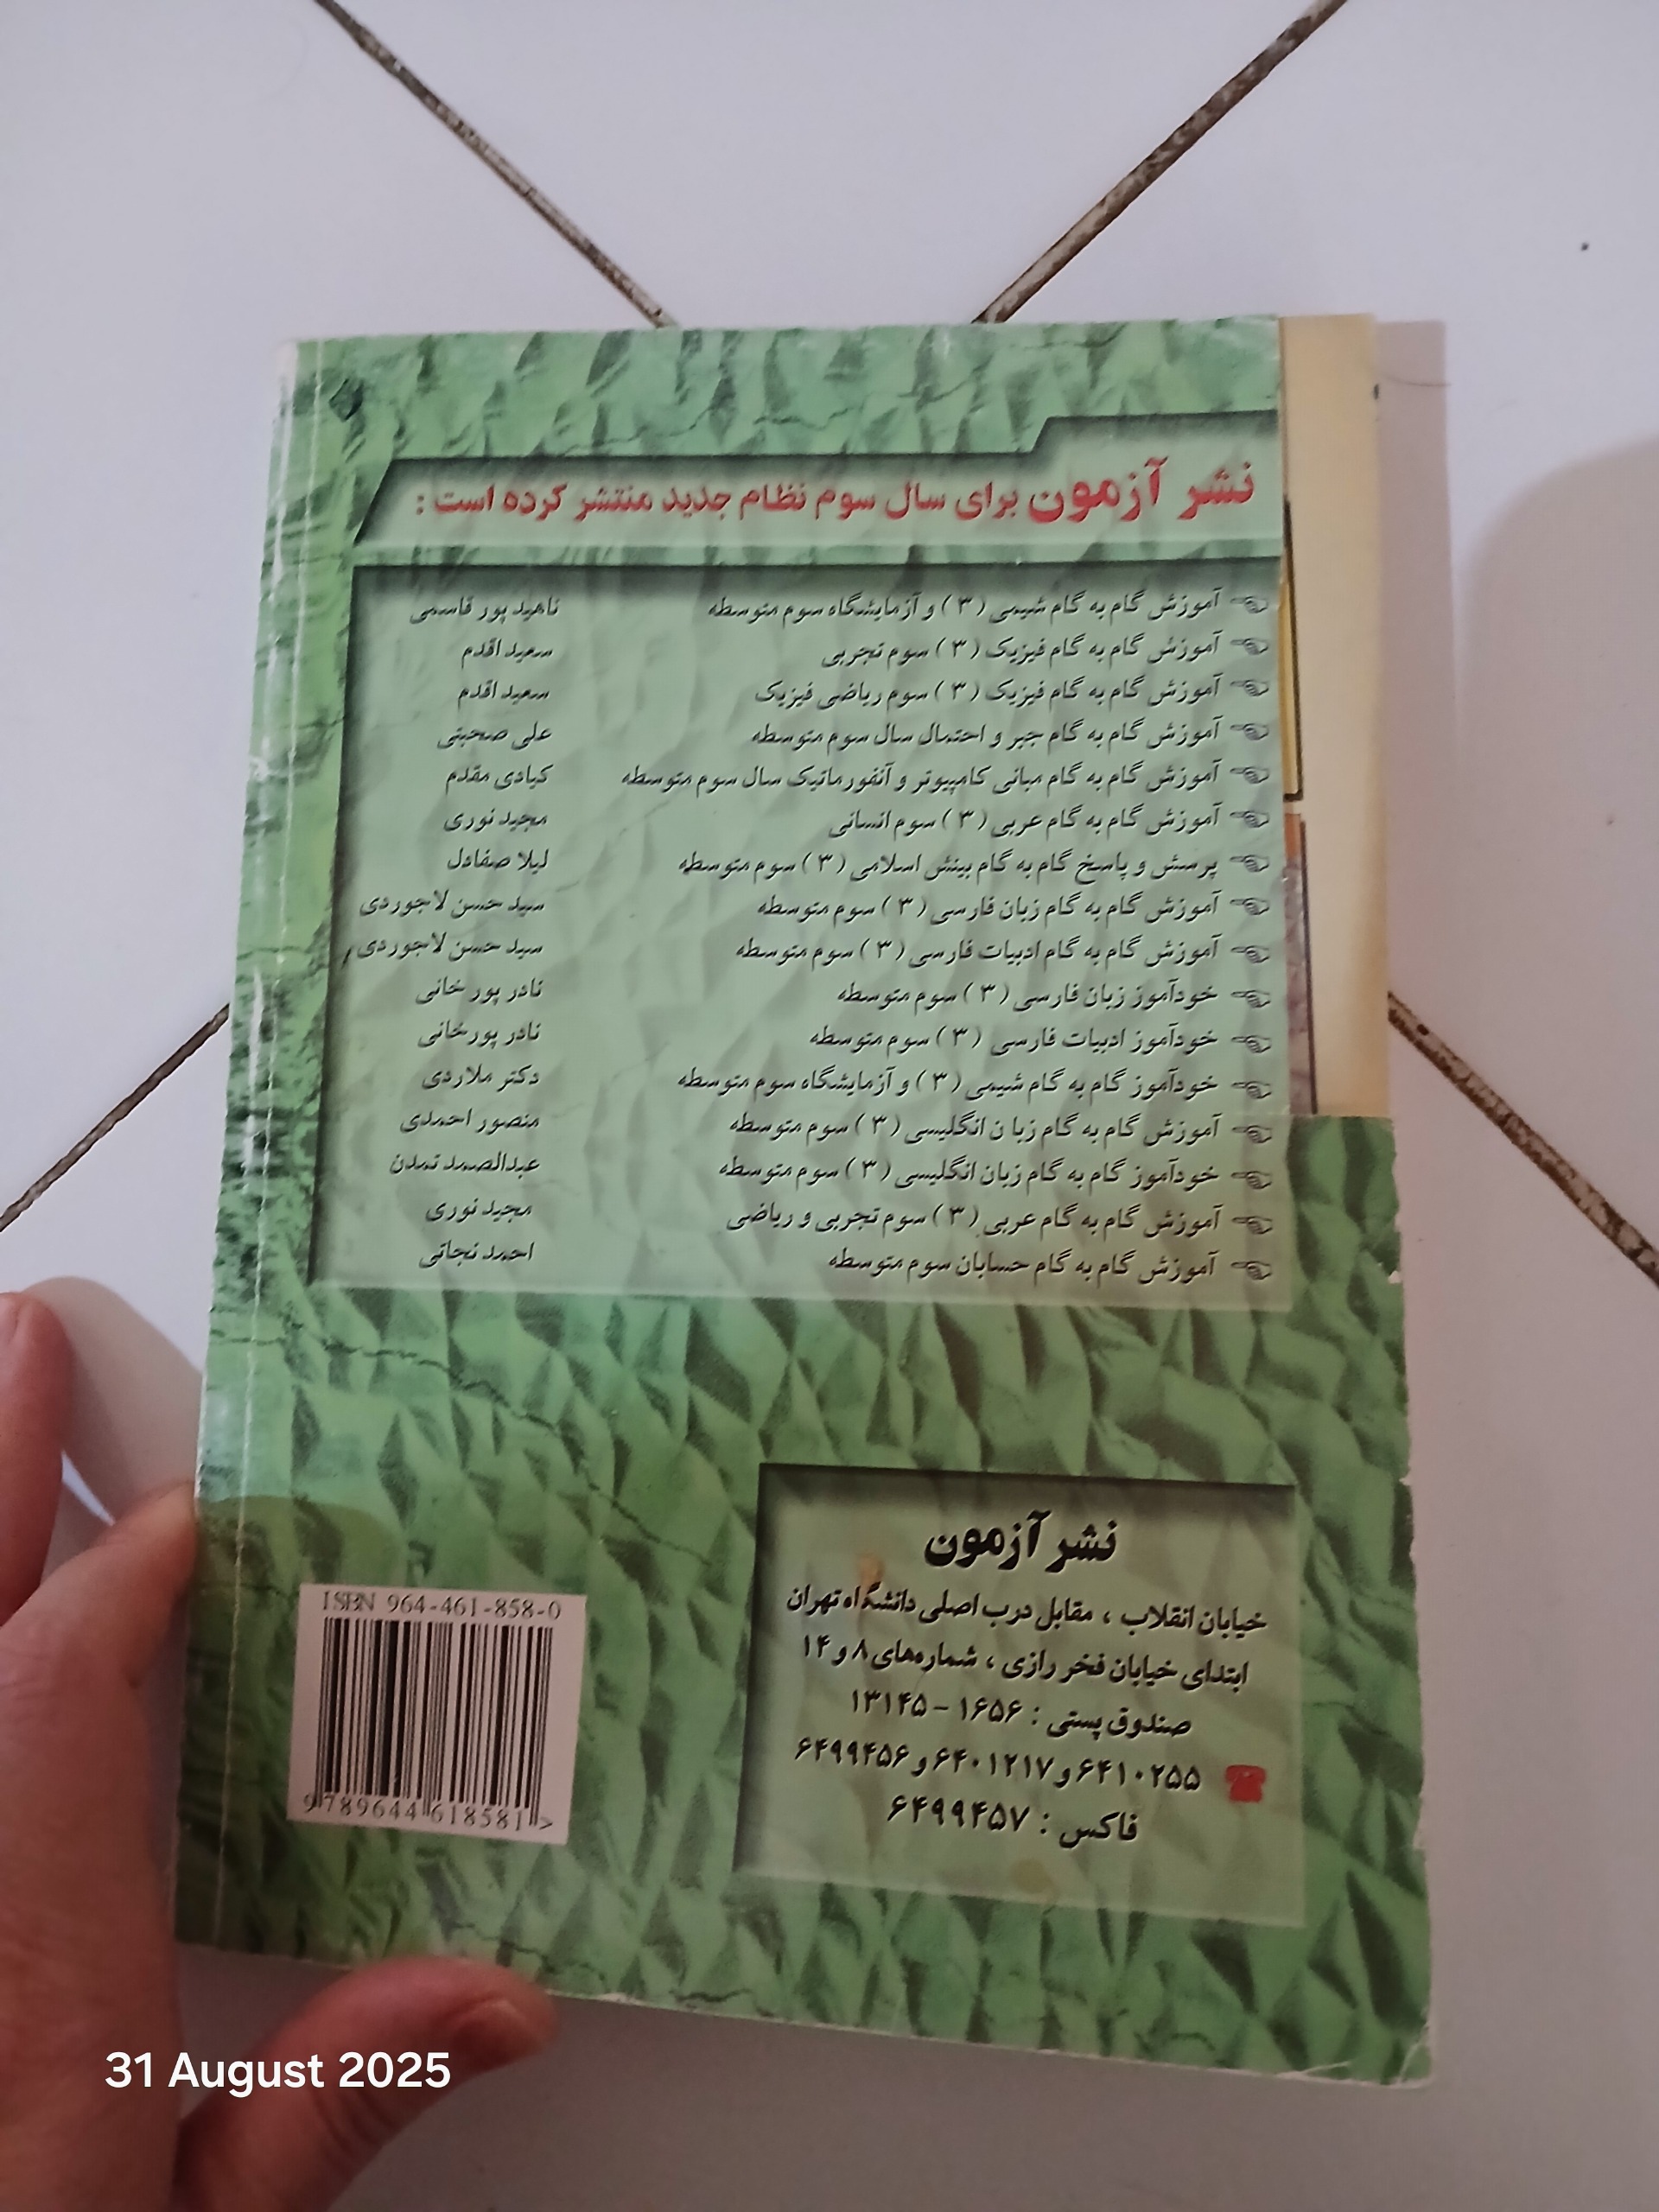 نشر آزمون برای سال سوم نظام جدید منتشر کرده است :
آموزش گام به گام شیمی ( ۳ ) و آزمایشگاه سوم متوسطه ناهید پور قاسمی
آموزش گام به گام فیزیک ( ۳ ) سوم تجربی سعید اقدم
آموزش گام به گام فیزیک ( ۳ ) سوم ریاضی فیزیک سعید اقدم
آموزش گام به گام جبر و احتمال سال سوم متوسطه علی صحبتی
آموزش گام به گام مبانی کامپیوتر و آنفورماتیک سال سوم متوسطه کیادی مقدم
آموزش گام به گام عربی ( ۳ ) سوم انسانی مجید نوری
پرسش و پاسخ گام به گام بینش اسلامی ( ۳ ) سوم متوسطه لیلا صفادل
آموزش گام به گام زبان فارسی ( ۳ ) سوم متوسطه سید حسن لاجوردی
آموزش گام به گام ادبیات فارسی ( ۳ ) سوم متوسطه سید حسن لاجوردی
خودآموز زبان فارسی ( ۳ ) سوم متوسطه نادر پور خانی
خودآموز ادبیات فارسی ( ۳ ) سوم متوسطه نادر پورخانی
خودآموز گام به گام شیمی ( ۳ ) و آزمایشگاه سوم متوسطه دکتر ملاردی
آموزش گام به گام زبا ن انگلیسی ( ۳ ) سوم متوسطه منصور احمدی
خودآموز گام به گام زبان انگلیسی ( ۳ ) سوم متوسطه عبدالصمد تمدن
آموزش گام به گام عربی ( ۳ ) سوم تجربی و ریاضی مجید نوری
آموزش گام به گام حسابان سوم متوسطه احمد نجاتی
نشر آزمون
خیابان انقلاب ، مقابل درب اصلی دانشگاه تهران
ابتدای خیابان فخر رازی ، شماره‌های ۸ و ۱۴
صندوق پستی : ۱۶۵۶ - ۱۳۱۴۵
۶۴۱۰۲۵۵ و ۶۴۰۱۲۱۷ و ۶۴۹۹۴۵۶
فاکس : ۶۴۹۹۴۵۷
ISBN 964-461-858-0
9 789644 618581 >
31 August 2025